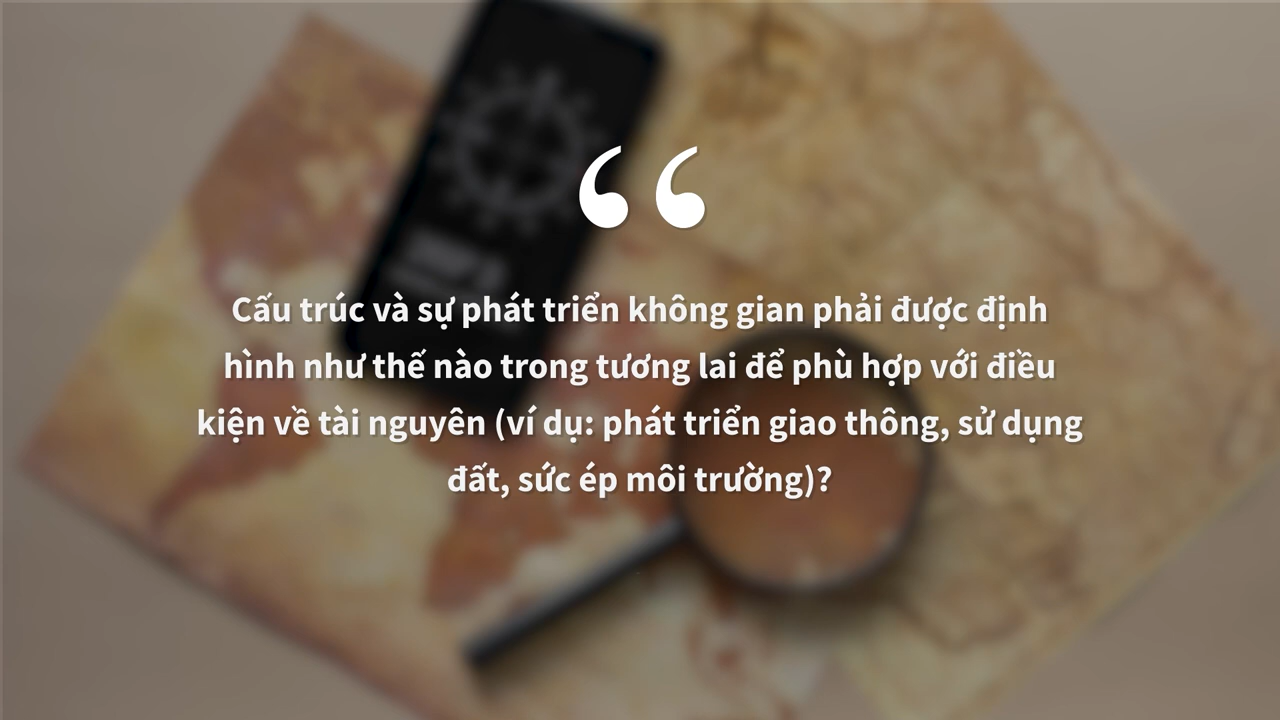 “
Cấu trúc và sự phát triển không gian phải được định
hình như thế nào trong tương lai để phù hợp với điều
kiện về tài nguyên (ví dụ: phát triển giao thông, sử dụng
đất, sức ép môi trường)?